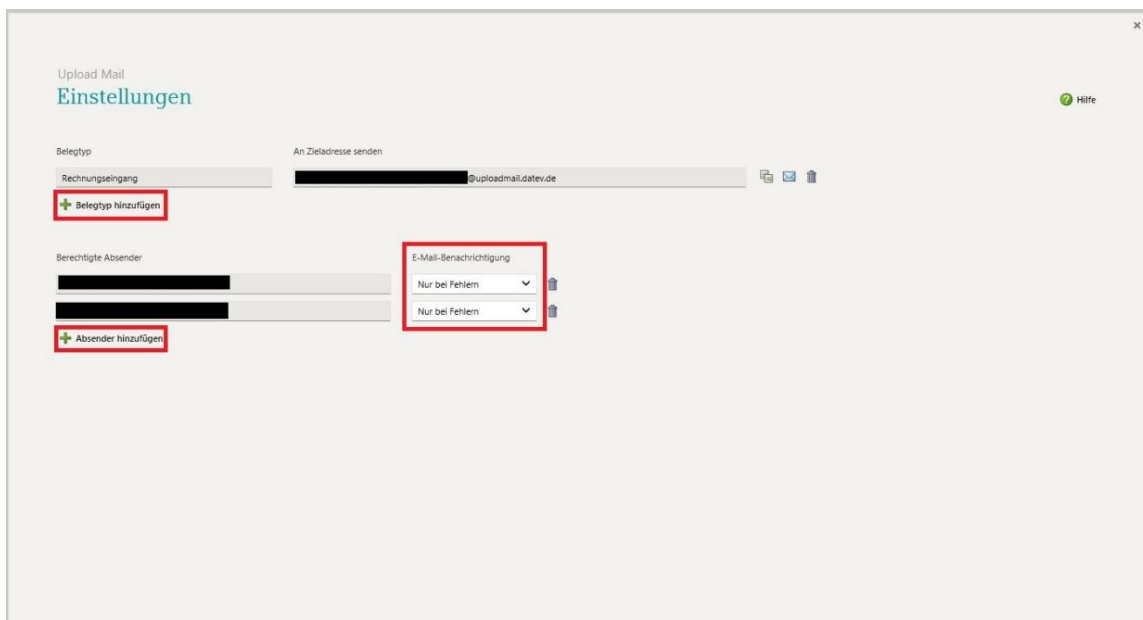 Upload Mail
Einstellungen
Hilfe
Belegtyp An Zieladresse senden
Rechnungseingang @uploadmail.datev.de
Belegtyp hinzufügen
Berechtigte Absender E-Mail-Benachrichtigung
Nur bei Fehlern
Nur bei Fehlern
Absender hinzufügen